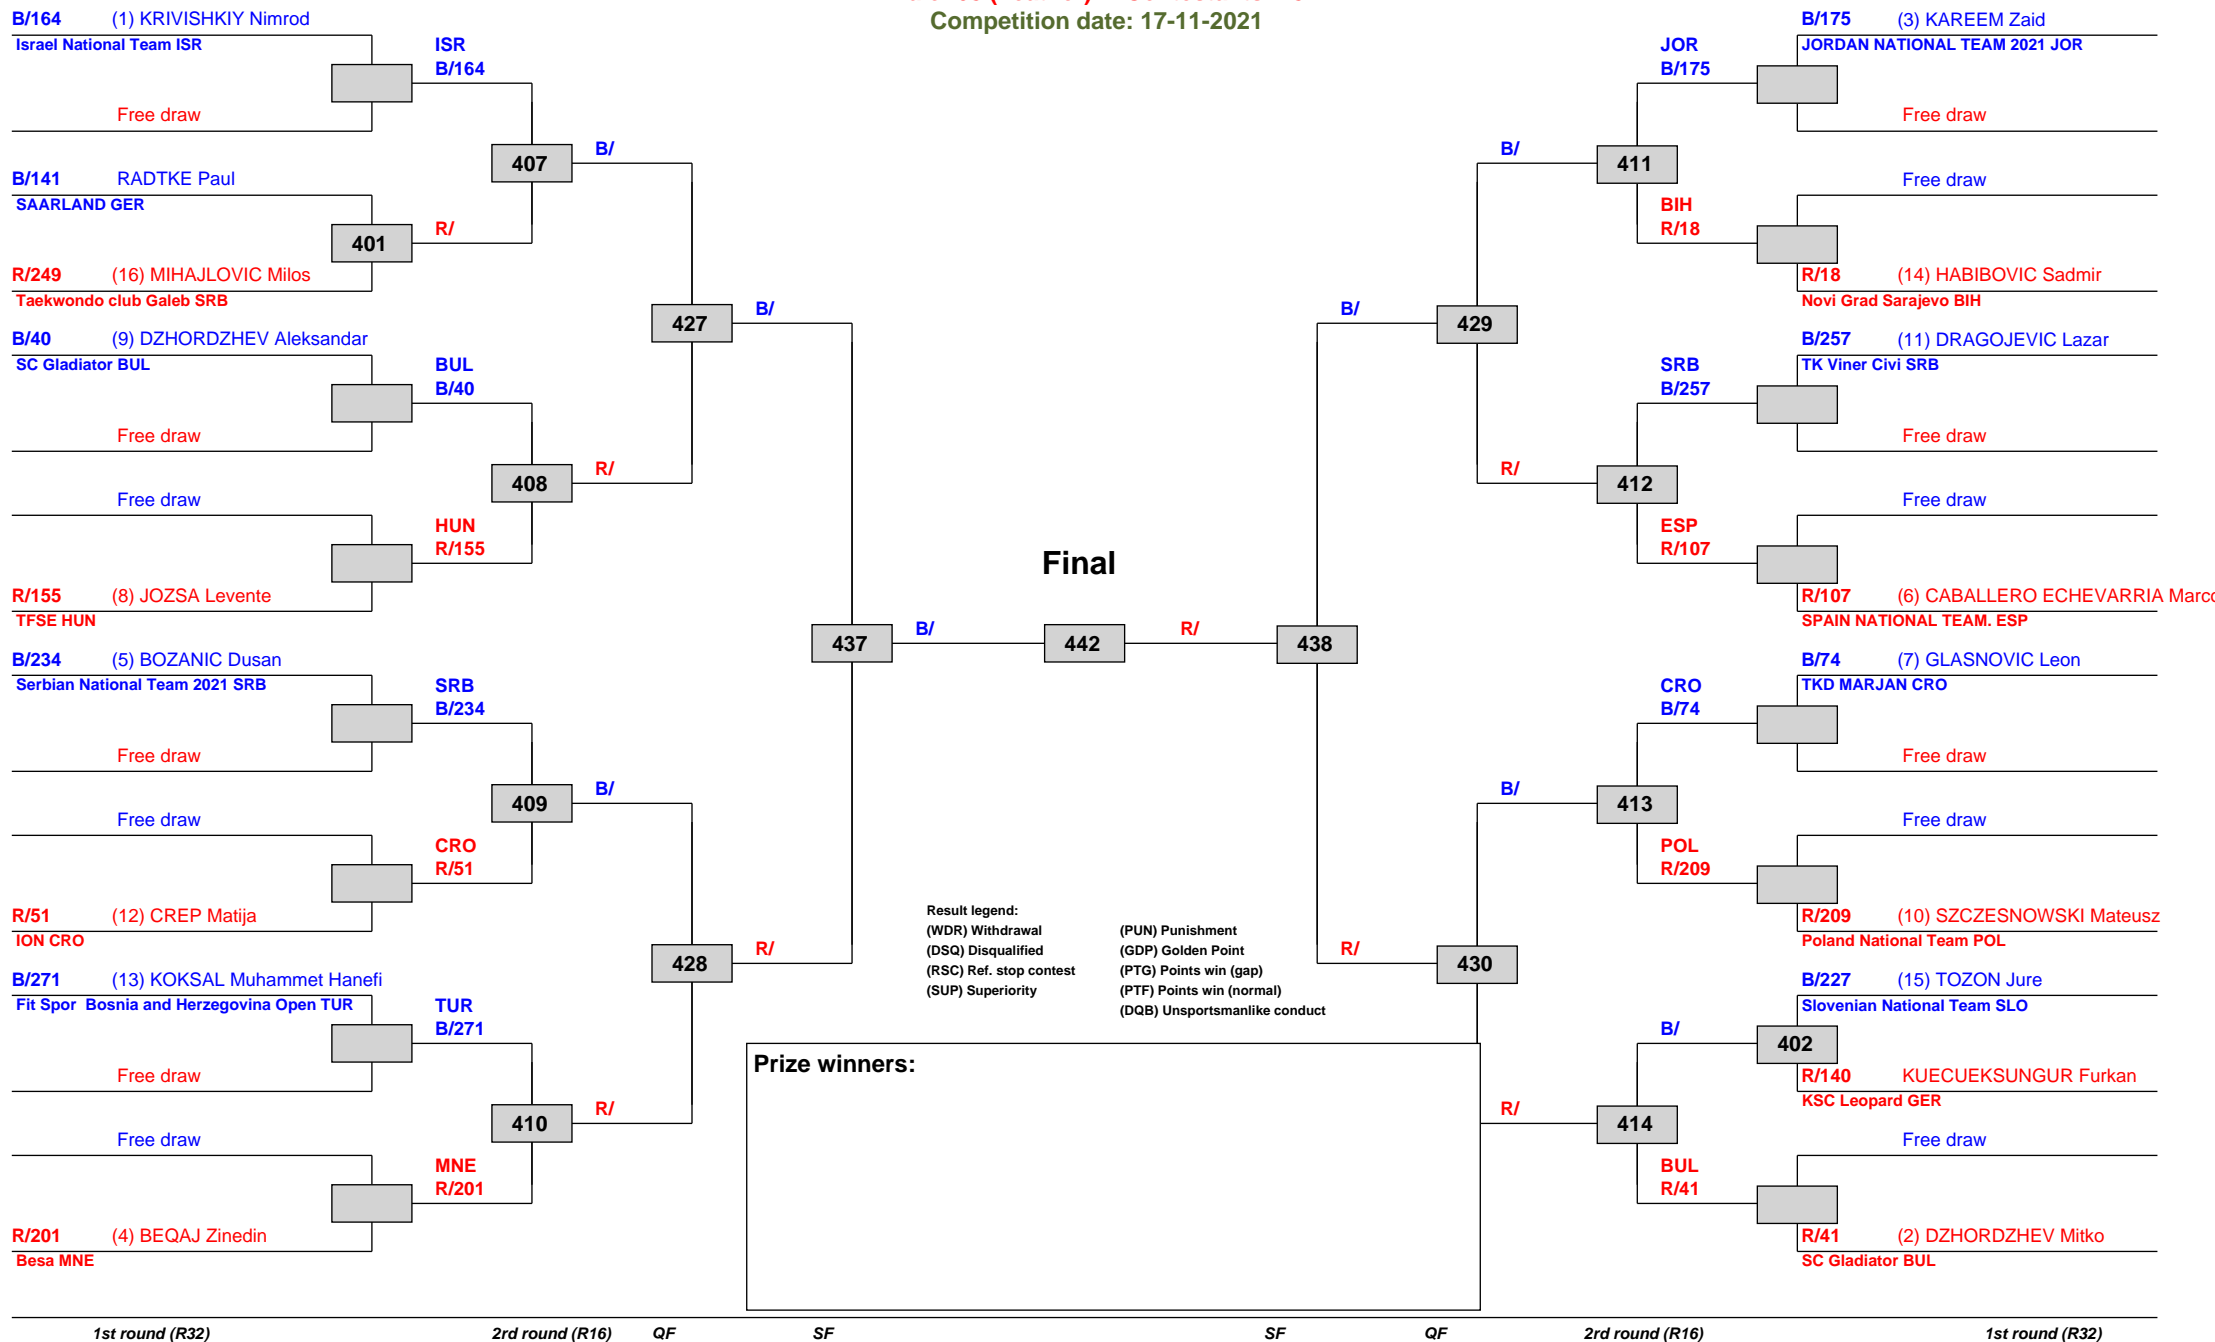 Competition date: 17-11-2021
B/164 (1) KRIVISHKIY Nimrod
Israel National Team ISR
Free draw
B/141 RADTKE Paul
SAARLAND GER
401
R/249 (16) MIHAJLOVIC Milos
Taekwondo club Galeb SRB
B/40 (9) DZHORDZHEV Aleksandar
SC Gladiator BUL
Free draw
Free draw
R/155 (8) JOZSA Levente
TFSE HUN
B/234 (5) BOZANIC Dusan
Serbian National Team 2021 SRB
Free draw
Free draw
R/51 (12) CREP Matija
ION CRO
B/271 (13) KOKSAL Muhammet Hanefi
Fit Spor Bosnia and Herzegovina Open TUR
Free draw
Free draw
R/201 (4) BEQAJ Zinedin
Besa MNE
ISR
B/164
407
R/
BUL
B/40
408
HUN
R/155
SRB
B/234
409
CRO
R/51
TUR
B/271
410
MNE
R/201
B/
427
R/
B/
428
R/
B/
437
R/
Final
B/
442
R/
Result legend:
(WDR) Withdrawal
(DSQ) Disqualified
(RSC) Ref. stop contest
(SUP) Superiority
(PUN) Punishment
(GDP) Golden Point
(PTG) Points win (gap)
(PTF) Points win (normal)
(DQB) Unsportsmanlike conduct
Prize winners:
B/
438
R/
B/
429
R/
B/
430
R/
JOR
B/175
411
BIH
R/18
SRB
B/257
412
ESP
R/107
CRO
B/74
413
POL
R/209
B/
414
BUL
R/41
B/175 (3) KAREEM Zaid
JORDAN NATIONAL TEAM 2021 JOR
Free draw
Free draw
R/18 (14) HABIBOVIC Sadmir
Novi Grad Sarajevo BIH
B/257 (11) DRAGOJEVIC Lazar
TK Viner Civi SRB
Free draw
Free draw
R/107 (6) CABALLERO ECHEVARRIA Marco
SPAIN NATIONAL TEAM. ESP
B/74 (7) GLASNOVIC Leon
TKD MARJAN CRO
Free draw
Free draw
R/209 (10) SZCZESNOWSKI Mateusz
Poland National Team POL
B/227 (15) TOZON Jure
Slovenian National Team SLO
402
R/140 KUECUEKSUNGUR Furkan
KSC Leopard GER
Free draw
R/41 (2) DZHORDZHEV Mitko
SC Gladiator BUL
1st round (R32) 2rd round (R16) QF SF SF QF 2rd round (R16) 1st round (R32)